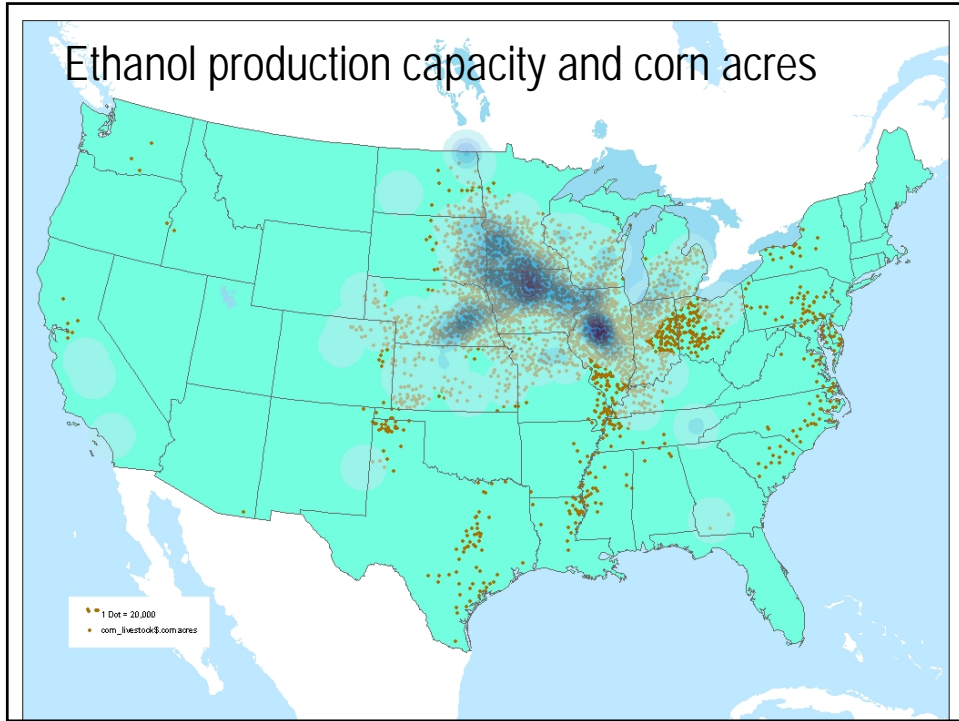 Ethanol production capacity and corn acres
1 Dot = 20,000
corn_livestock$.cornacres